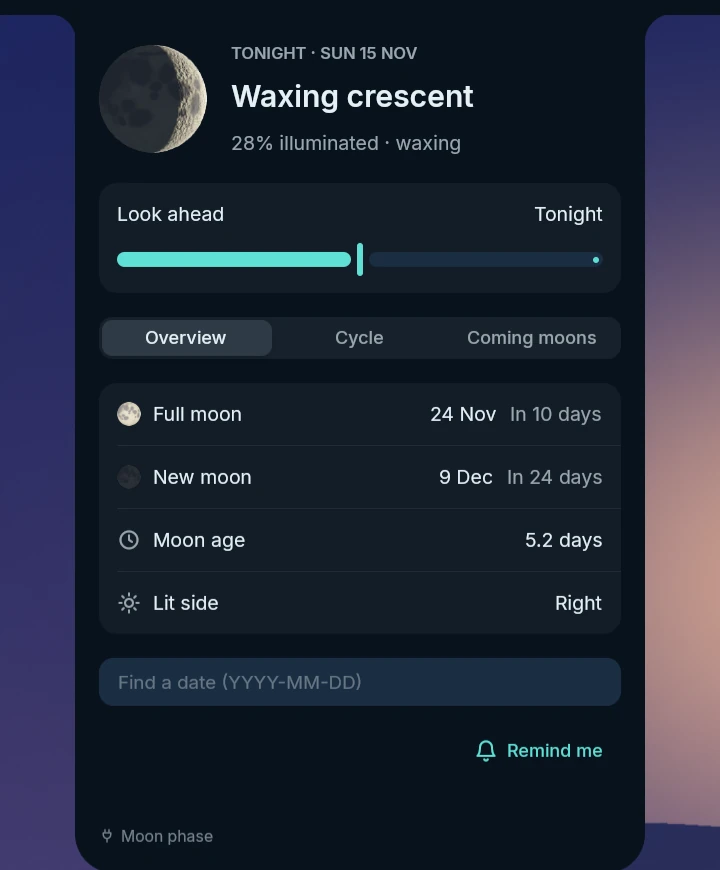 TONIGHT · SUN 15 NOV
Waxing crescent
28% illuminated · waxing
Look ahead Tonight
Overview Cycle Coming moons
Full moon 24 Nov In 10 days
New moon 9 Dec In 24 days
Moon age 5.2 days
Lit side Right
Find a date (YYYY-MM-DD)
Remind me
Moon phase